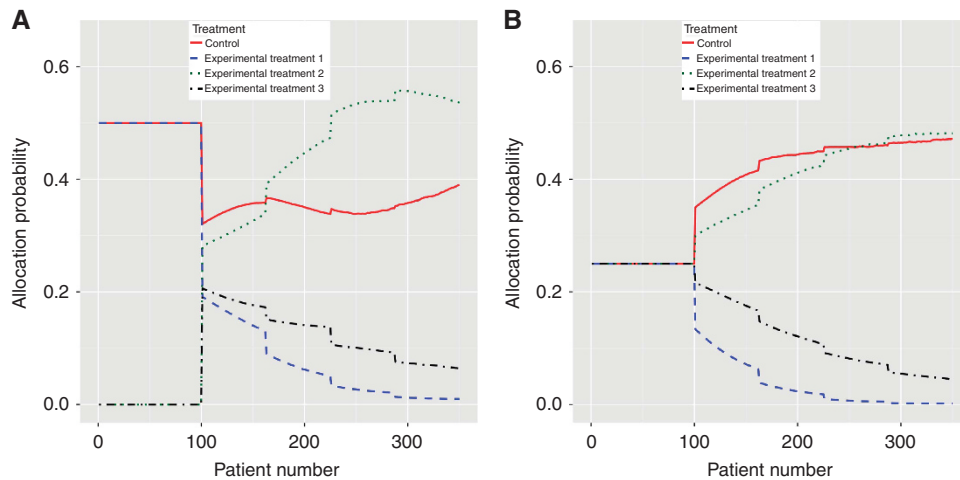 A
Treatment
Control
Experimental treatment 1
Experimental treatment 2
Experimental treatment 3
Allocation probability
0.6
0.4
0.2
0.0
0 100 200 300
Patient number
B
Treatment
Control
Experimental treatment 1
Experimental treatment 2
Experimental treatment 3
Allocation probability
0.6
0.4
0.2
0.0
0 100 200 300
Patient number